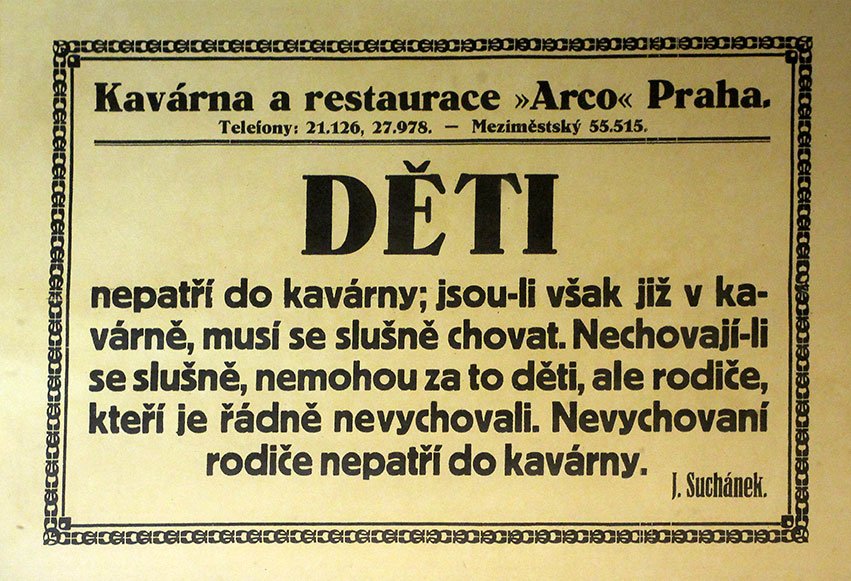 Kavárna a restaurace »Arco« Praha.
Telefony: 21.126, 27.978. — Meziměstský 55.515.
DĚTI
nepatří do kavárny; jsou-li však již v ka-
várně, musí se slušně chovat. Nechovají-li
se slušně, nemohou za to děti, ale rodiče,
kteří je řádně nevychovali. Nevychovaní
rodiče nepatří do kavárny.
J. Suchánek.